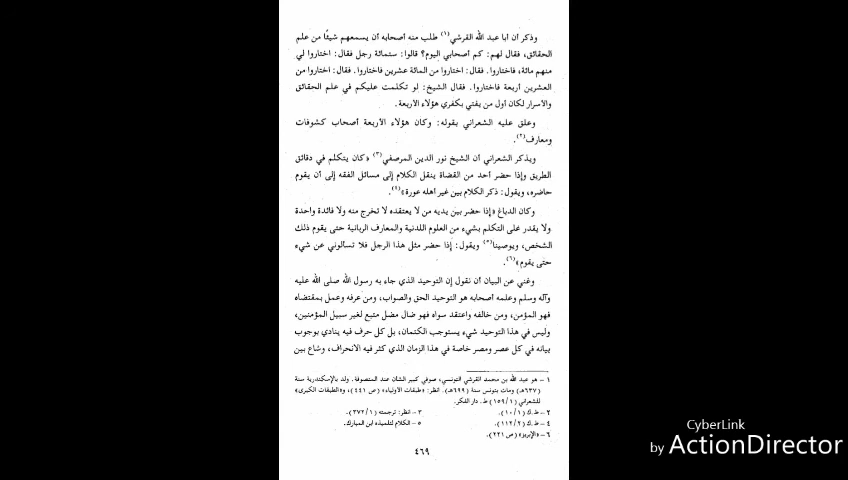 وذكر أن أبا عبد الله القرشي(١) طلب منه أصحابه أن يسمعهم شيئًا من علم
الحقائق، فقال لهم: كم أصحابي اليوم؟ قالوا: ستمائة رجل فقال: اختاروا لي
منهم مائة، فاختاروا. فقال: اختاروا من المائة عشرين فاختاروا. فقال: اختاروا من
العشرين أربعة فاختاروا. فقال الشيخ: لو تكلمت عليكم في علم الحقائق
والأسرار لكان أول من يفتي بكفري هؤلاء الأربعة.
وعلق عليه الشعراني بقوله: وكان هؤلاء الأربعة أصحاب كشوفات
ومعارف(٢).
ويذكر الشعراني أن الشيخ نور الدين المرصفي(٣) «كان يتكلم في دقائق
الطريق وإذا حضر أحد من القضاة ينقل الكلام إلى مسائل الفقه إلى أن يقوم
حاضره، ويقول: ذكر الكلام بين غير أهله عورة»(٤).
وكان الدباغ «إذا حضر بين يديه من لا يعتقده لا تخرج منه ولا فائدة واحدة
ولا يقدر على التكلم بشيء من العلوم اللدنية والمعارف الربانية حتى يقوم ذلك
الشخص، ويوصينا(٥) ويقول: إذا حضر مثل هذا الرجل فلا تسألوني عن شيء
حتى يقوم»(٦).
وغني عن البيان أن نقول إن التوحيد الذي جاء به رسول الله صلى الله عليه
وآله وسلم وعلمه أصحابه هو التوحيد الحق والصواب، ومن عرفه وعمل بمقتضاه
فهو المؤمن، ومن خالفه واعتقد سواه فهو ضال مضل متبع لغير سبيل المؤمنين،
وليس في هذا التوحيد شيء يستوجب الكتمان، بل كل حرف فيه ينادي بوجوب
بيانه في كل عصر ومصر خاصة في هذا الزمان الذي كثر فيه الانحراف، وشاع بين
١ - هو عبد الله بن محمد القرشي التونسي، صوفي كبير الشأن عند المتصوفة. ولد بالإسكندرية سنة
(٦٣٧هـ) ومات بتونس سنة (٦٩٩هـ). انظر: «طبقات الأولياء» (ص ٤٤١)، و«الطبقات الكبرى»
للشعراني (١/١٥٩) ط. دار الفكر.
٢ - ط.ك (١/١٠). ٣ - انظر: ترجمته (١/٣٧٢).
٤ - ط.ك (٢/١١٢). ٥ - الكلام لتلميذه ابن المبارك.
٦ - «الإبريز» (ص ٢٢١).
٤٦٩
CyberLink
by ActionDirector